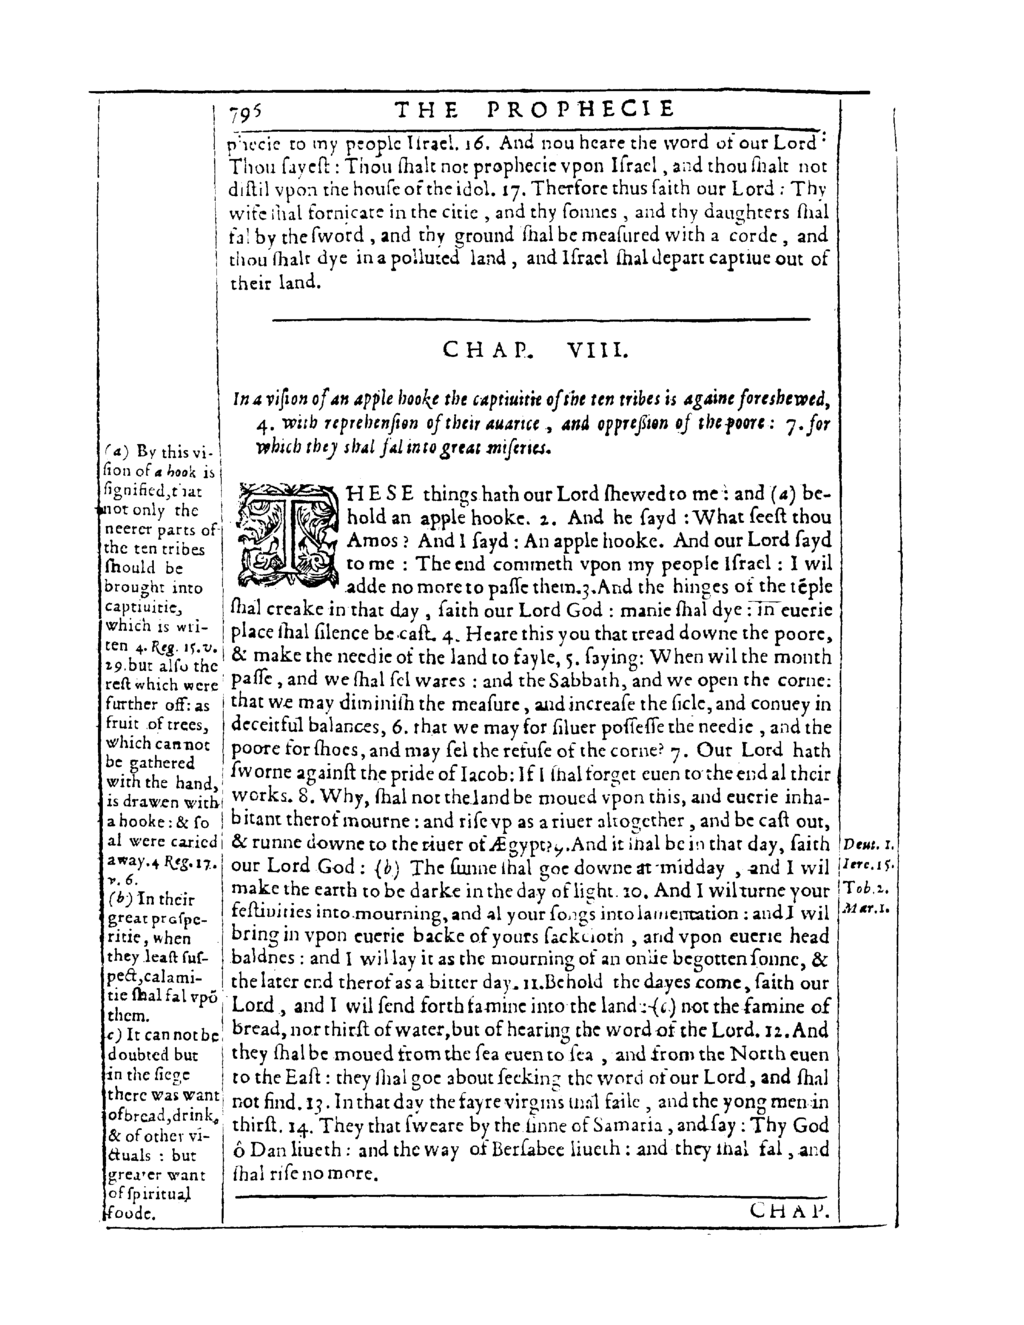 795 THE PROPHECIE
phecie to my people Iſrael. 16. And nou heare the word of our Lord:
Thou ſayeſt: Thou ſhalt not prophecie vpon Iſrael, and thou ſhalt not
diſtil vpon the houſe of the idol. 17. Therfore thus ſaith our Lord: Thy
wife ſhal fornicate in the citie, and thy ſonnes, and thy daughters ſhal
fal by the ſword, and thy ground ſhal be meaſured with a corde, and
thou ſhalt dye in a polluted land, and Iſrael ſhal depart captiue out of
their land.
CHAP. VIII.
In a viſion of an apple hooke the captiuitie of the ten tribes is againe foreshewed,
4. with reprehenſion of their auarice, and oppreßion of the poore: 7. for
which they shal fal into great miſeries.
THESE things hath our Lord ſhewed to me: and (a) be-
hold an apple hooke. 2. And he ſayd: What ſeeſt thou
Amos? And I ſayd: An apple hooke. And our Lord ſayd
to me: The end commeth vpon my people Iſrael: I wil
adde no more to paſſe them. 3. And the hinges of the tēple
ſhal creake in that day, ſaith our Lord God: manie ſhal dye: in euerie
place ſhal ſilence be caſt. 4. Heare this you that tread downe the poore,
& make the needie of the land to fayle, 5. ſaying: When wil the month
paſſe, and we ſhal ſel wares: and the Sabbath, and we open the corne:
that we may diminiſh the meaſure, and increaſe the ſicle, and conuey in
deceitful balances, 6. that we may for ſiluer poſſeſſe the needie, and the
poore for ſhoes, and may ſel the refuſe of the corne? 7. Our Lord hath
ſworne againſt the pride of Iacob: If I ſhal forget euen to the end al their
works. 8. Why, ſhal not the land be moued vpon this, and euerie inha-
bitant therof mourne: and riſe vp as a riuer altogether, and be caſt out,
& runne downe to the riuer of Ægypt? 9. And it ſhal be in that day, ſaith
our Lord God: (b) The ſunne ſhal goe downe at midday, and I wil
make the earth to be darke in the day of light. 10. And I wil turne your
feſtiuities into mourning, and al your ſongs into lamentation: and I wil
bring in vpon euerie backe of yours ſackcloth, and vpon euerie head
baldnes: and I wil lay it as the mourning of an onlie begotten ſonne, &
the later end therof as a bitter day. 11. Behold the dayes come, ſaith our
Lord, and I wil ſend forth famine into the land: (c) not the famine of
bread, nor thirſt of water, but of hearing the word of the Lord. 12. And
they ſhal be moued from the ſea euen to ſea, and from the North euen
to the Eaſt: they ſhal goe about ſeeking the word of our Lord, and ſhal
not find. 13. In that day the fayre virgins ſhal faile, and the yong men in
thirſt. 14. They that ſweare by the ſinne of Samaria, and ſay: Thy God
ô Dan liueth: and the way of Berſabee liueth: and they ſhal fal, and
ſhal riſe no more.
CHAP.
(a) By this vi-
ſion of a hook is
ſignified, that
not only the
neerer parts of
the ten tribes
ſhould be
brought into
captiuitie,
which is wri-
ten 4. Reg. 15. v.
29. but alſo the
reſt which were
further off: as
fruit of trees,
which can not
be gathered
with the hand,
is drawen with
a hooke: & ſo
al were caried
away. 4 Reg. 17.
v. 6.
(b) In their
great proſpe-
ritie, when
they leaſt ſuſ-
pect, calami-
tie ſhal fal vpō
them.
c) It can not be
doubted but
in the ſiege
there was want
of bread, drink,
& of other vi-
ctuals: but
greater want
of ſpiritual
foode.
Deut. 1.
Iere. 15.
Tob. 2.
Mar. 1.